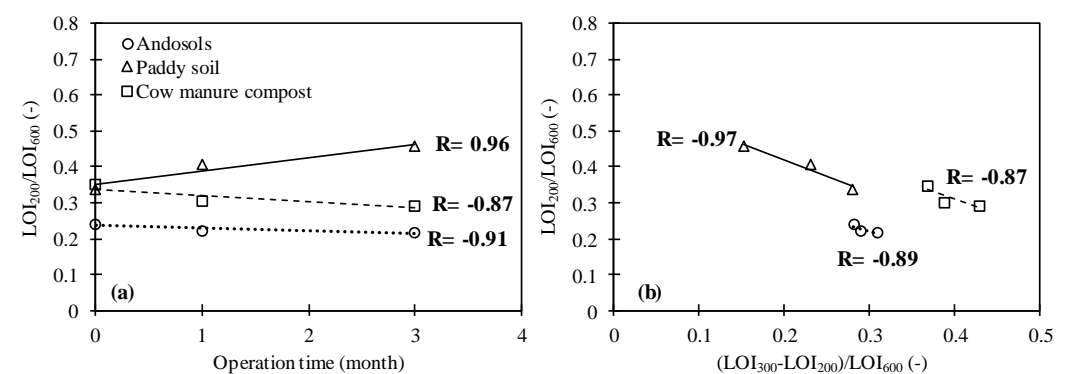 0.8
0.7
0.6
0.5
0.4
0.3
0.2
0.1
0
LOI200/LOI600 (-)
Andosols
Paddy soil
Cow manure compost
R= 0.96
R= -0.87
R= -0.91
(a)
0 1 2 3 4
Operation time (month)
0.8
0.7
0.6
0.5
0.4
0.3
0.2
0.1
0
LOI200/LOI600 (-)
R= -0.97
R= -0.87
R= -0.89
(b)
0 0.1 0.2 0.3 0.4 0.5
(LOI300-LOI200)/LOI600 (-)